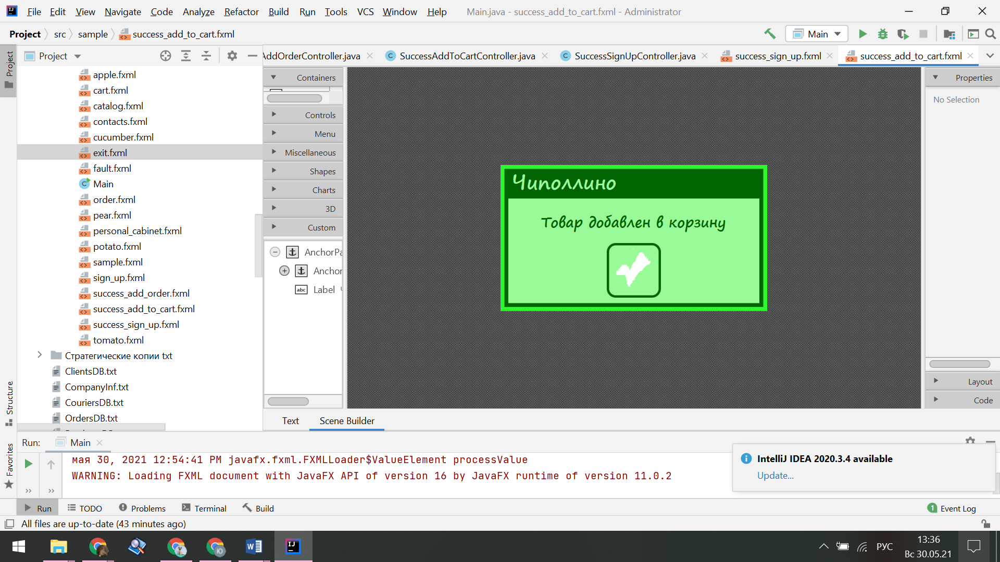 File Edit View Navigate Code Analyze Refactor Build Run Tools VCS Window Help Main.java - success_add_to_cart.fxml - Administrator
Project src sample success_add_to_cart.fxml Main
Project
AddOrderController.java SuccessAddToCartController.java SuccessSignUpController.java success_sign_up.fxml success_add_to_cart.fxml
Project
apple.fxml
cart.fxml
catalog.fxml
contacts.fxml
cucumber.fxml
exit.fxml
fault.fxml
Main
order.fxml
pear.fxml
personal_cabinet.fxml
potato.fxml
sample.fxml
sign_up.fxml
success_add_order.fxml
success_add_to_cart.fxml
success_sign_up.fxml
tomato.fxml
Стратегические копии txt
ClientsDB.txt
CompanyInf.txt
CouriersDB.txt
OrdersDB.txt
Structure
Favorites
Containers
Controls
Menu
Miscellaneous
Shapes
Charts
3D
Custom
AnchorPa
Anchor
abc Label
Чиполлино
Товар добавлен в корзину
Properties
No Selection
Layout
Code
Text Scene Builder
Run: Main
мая 30, 2021 12:54:41 PM javafx.fxml.FXMLLoader$ValueElement processValue
WARNING: Loading FXML document with JavaFX API of version 16 by JavaFX runtime of version 11.0.2
IntelliJ IDEA 2020.3.4 available
Update...
Run TODO Problems Terminal Build 1 Event Log
All files are up-to-date (43 minutes ago)
РУС
13:36
Вс 30.05.21